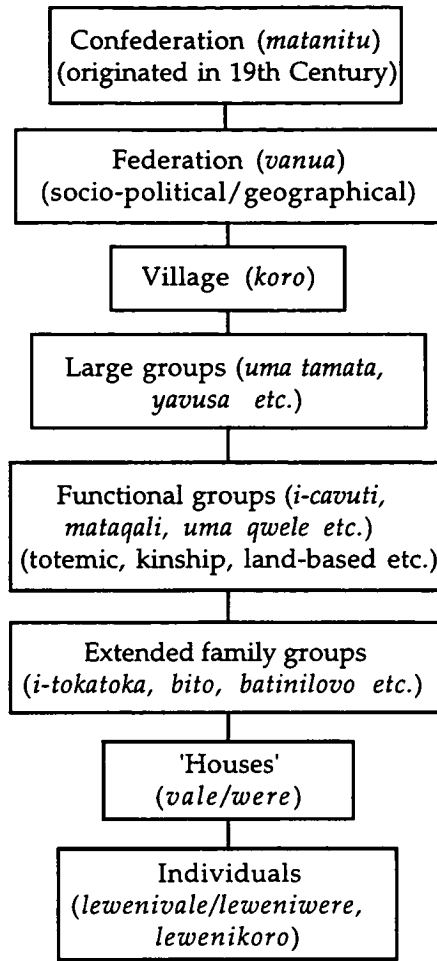 Confederation (matanitu)
(originated in 19th Century)
Federation (vanua)
(socio-political/geographical)
Village (koro)
Large groups (uma tamata,
yavusa etc.)
Functional groups (i-cavuti,
mataqali, uma qwele etc.)
(totemic, kinship, land-based etc.)
Extended family groups
(i-tokatoka, bito, batinilovo etc.)
'Houses'
(vale/were)
Individuals
(lewenivale/leweniwere,
lewenikoro)